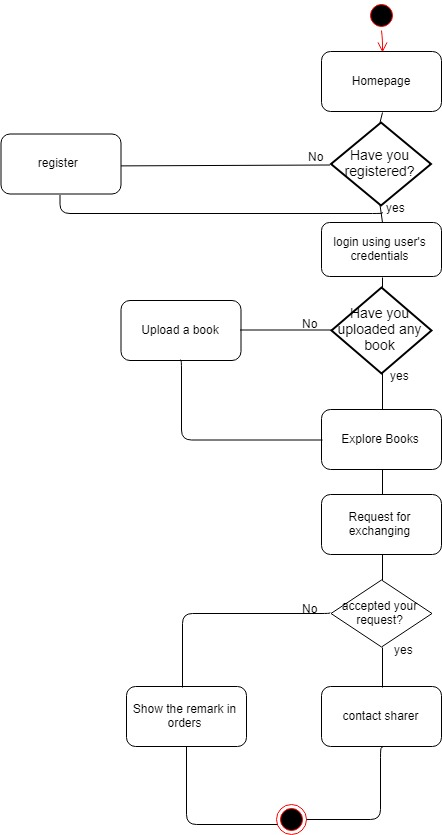 Homepage
Have you
registered?
No
register
yes
login using user's
credentials
Have you
uploaded any
book
No
Upload a book
yes
Explore Books
Request for
exchanging
accepted your
request?
No
yes
Show the remark in
orders
contact sharer